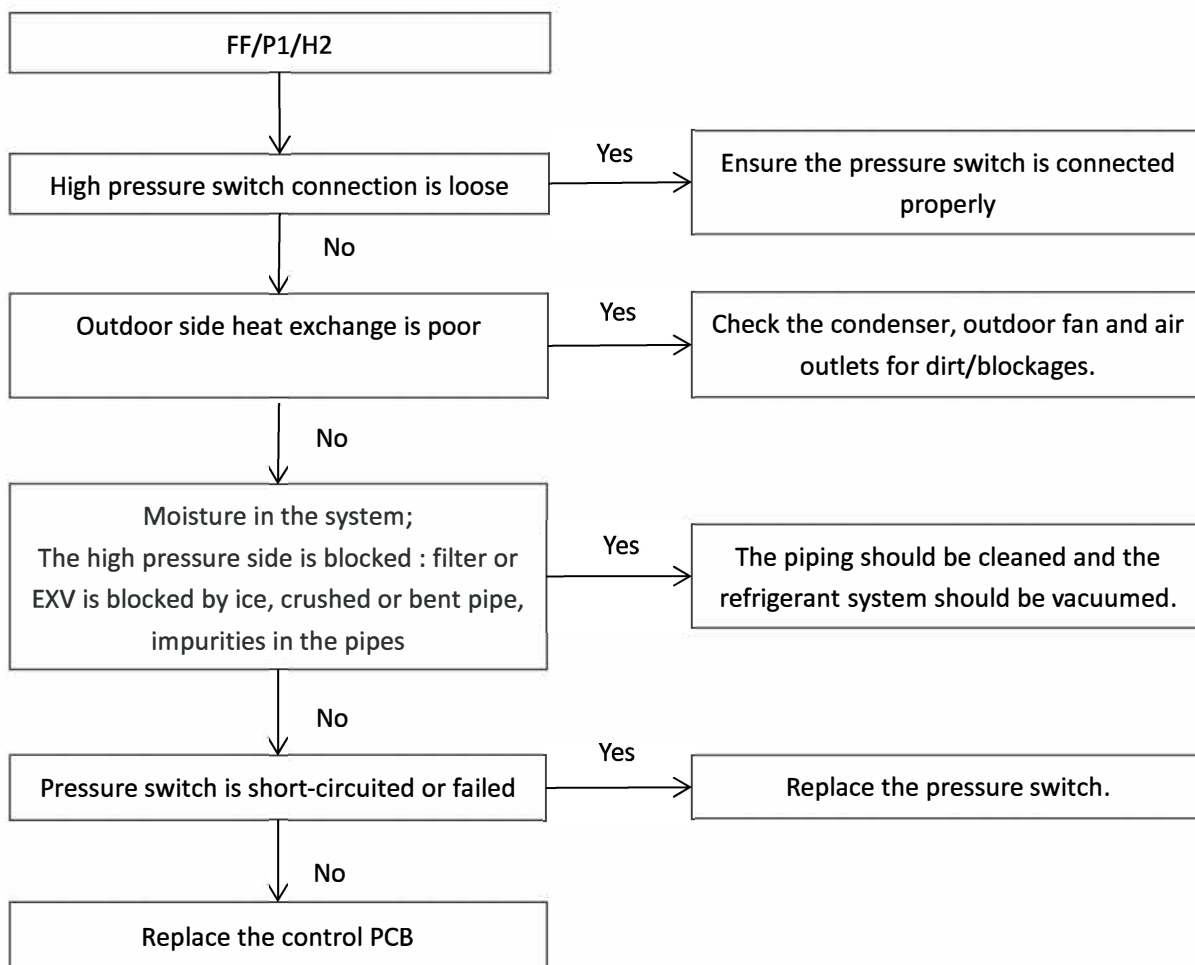 FF/P1/H2
High pressure switch connection is loose
Yes
Ensure the pressure switch is connected
properly
No
Outdoor side heat exchange is poor
Yes
Check the condenser, outdoor fan and air
outlets for dirt/blockages.
No
Moisture in the system;
The high pressure side is blocked : filter or
EXV is blocked by ice, crushed or bent pipe,
impurities in the pipes
Yes
The piping should be cleaned and the
refrigerant system should be vacuumed.
No
Pressure switch is short-circuited or failed
Yes
Replace the pressure switch.
No
Replace the control PCB